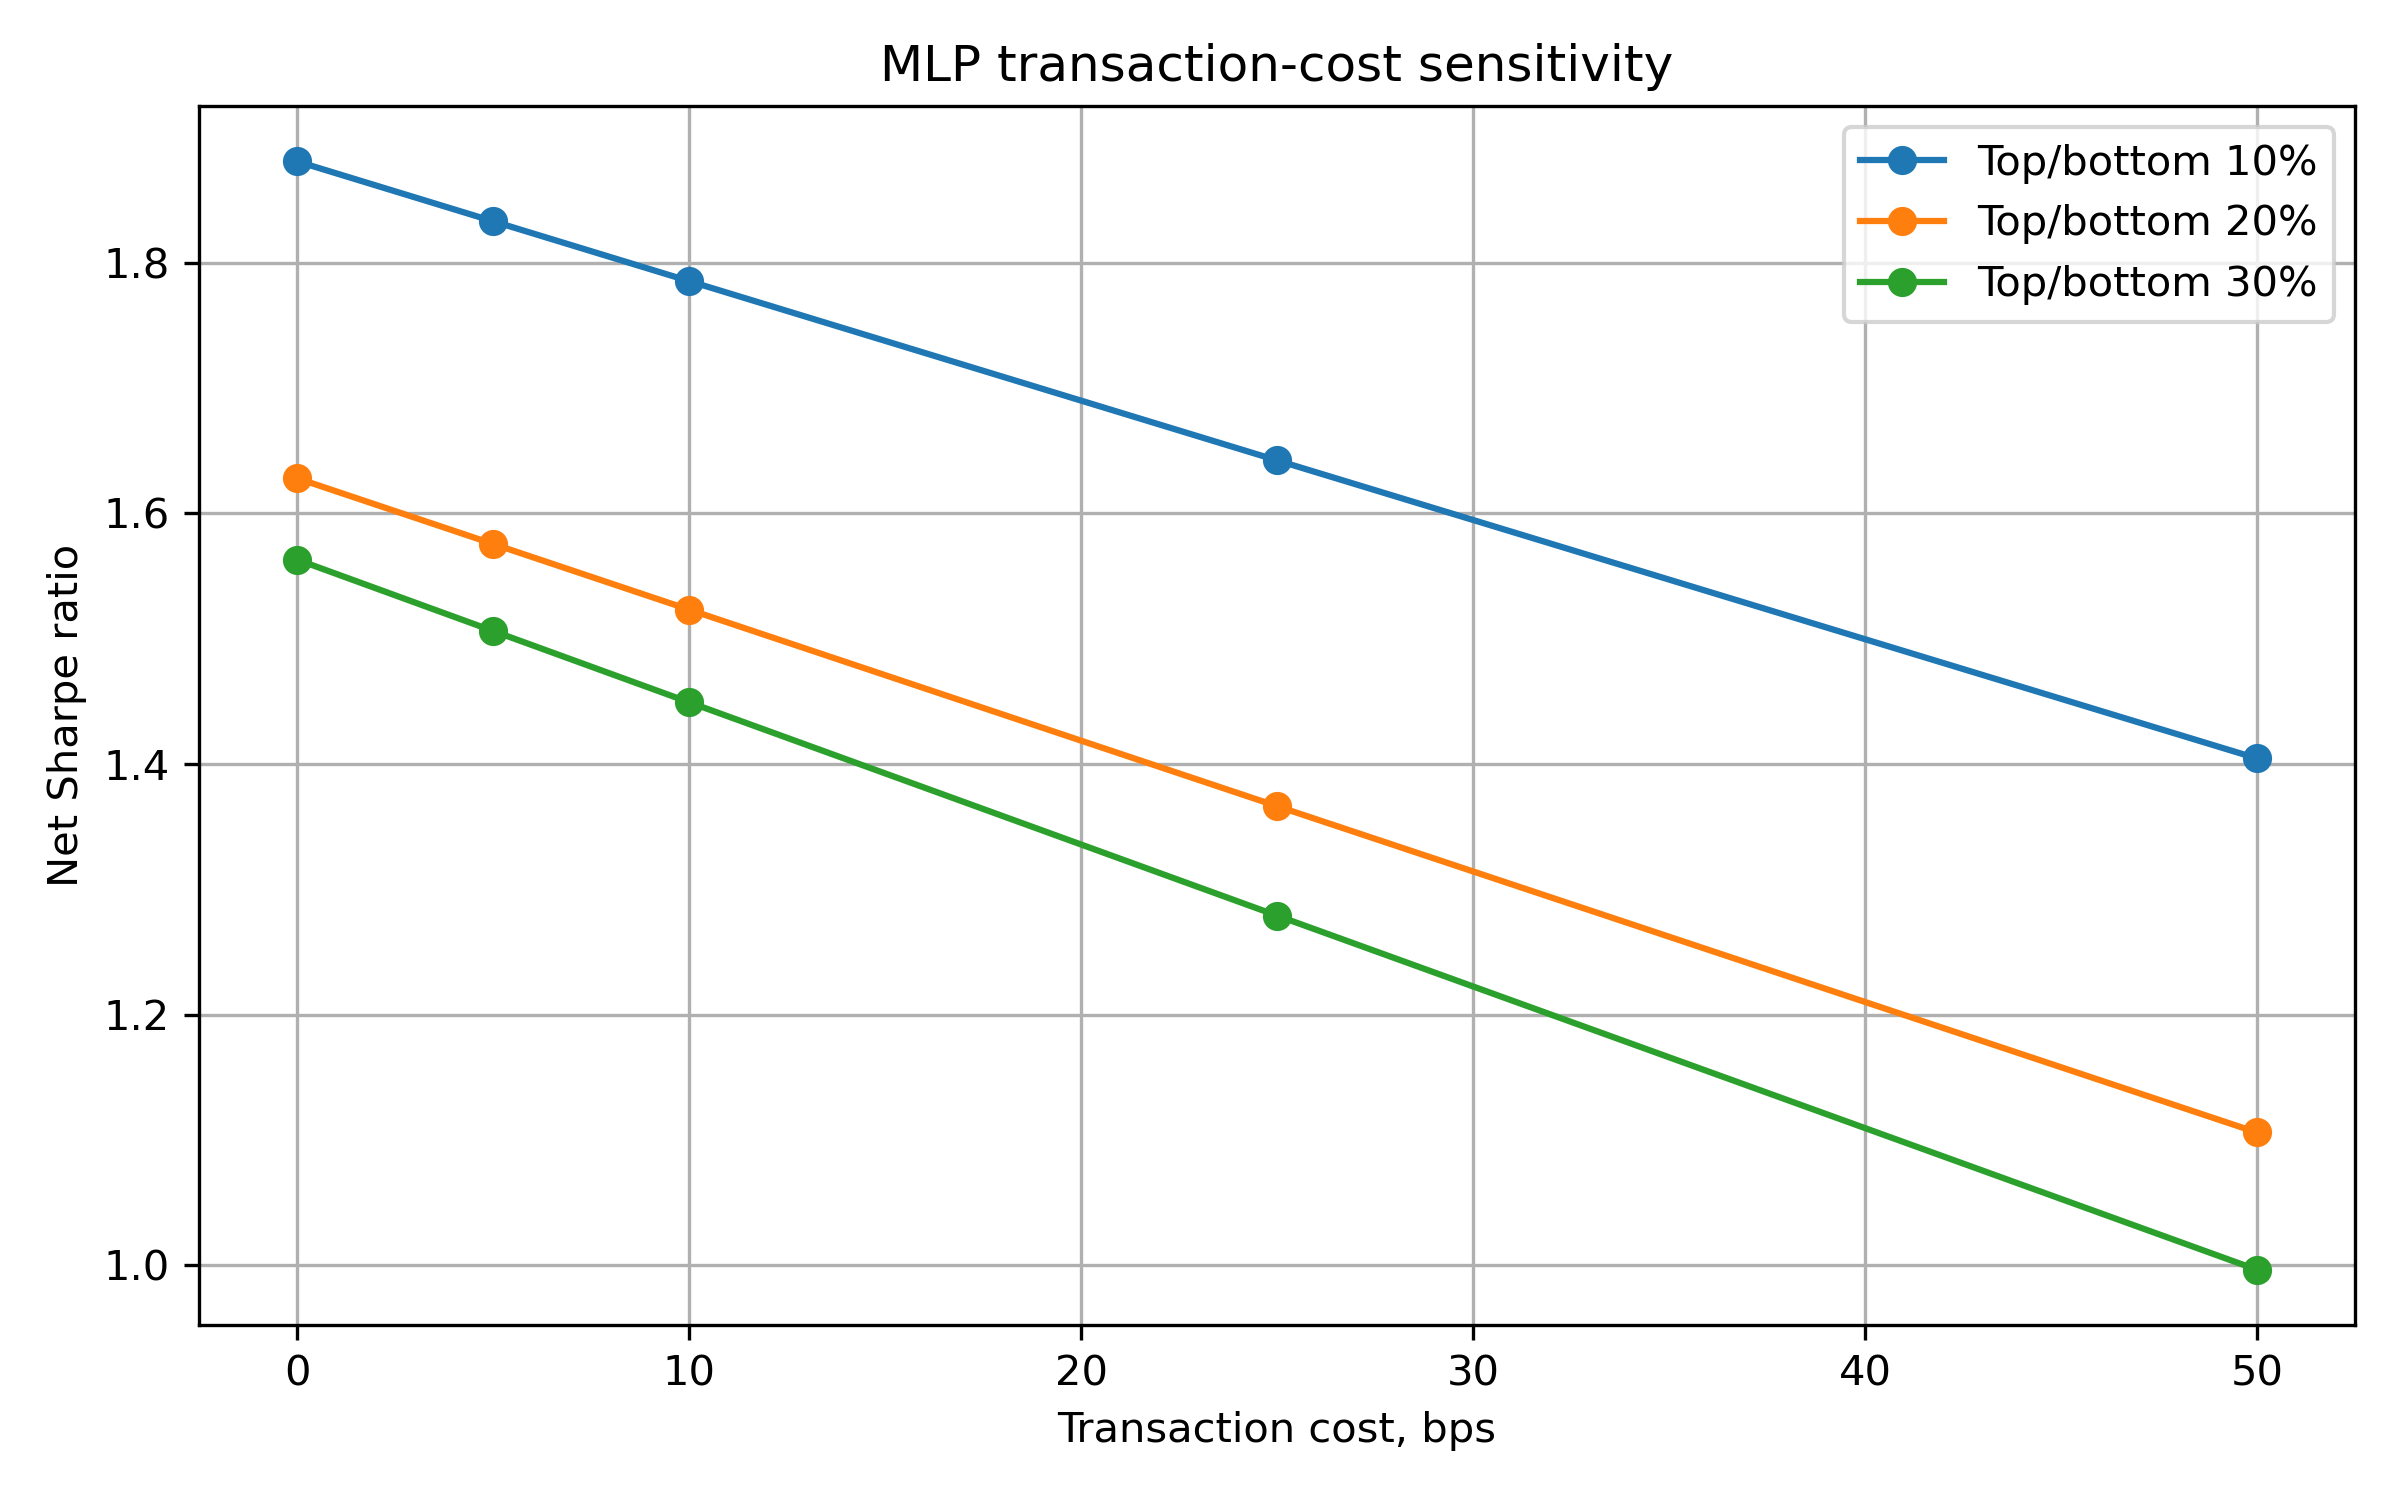 MLP transaction-cost sensitivity
Top/bottom 10%
Top/bottom 20%
Top/bottom 30%
Net Sharpe ratio
1.8
1.6
1.4
1.2
1.0
0 10 20 30 40 50
Transaction cost, bps